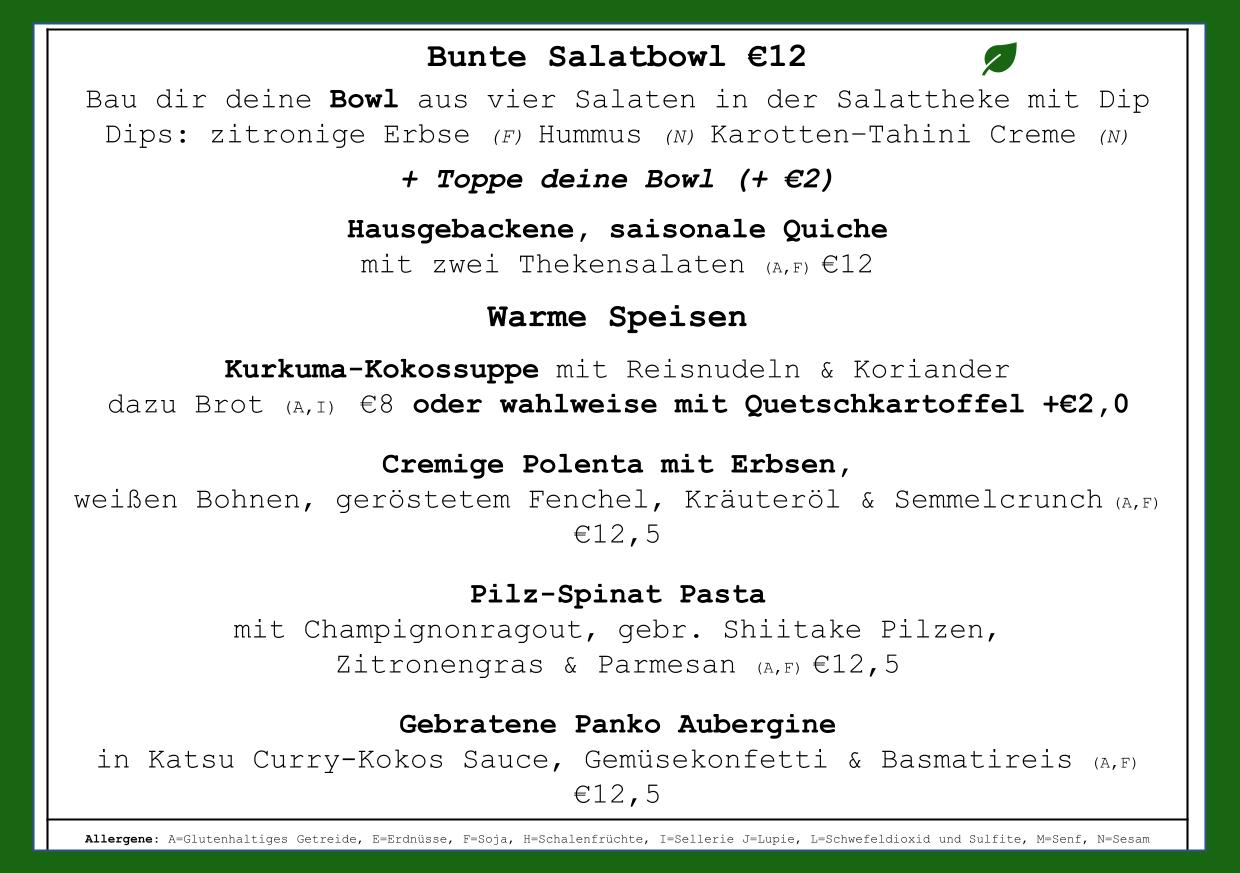 Bunte Salatbowl €12
Bau dir deine Bowl aus vier Salaten in der Salattheke mit Dip
Dips: zitronige Erbse (F) Hummus (N) Karotten-Tahini Creme (N)
+ Toppe deine Bowl (+ €2)
Hausgebackene, saisonale Quiche
mit zwei Thekensalaten (A,F) €12
Warme Speisen
Kurkuma-Kokossuppe mit Reisnudeln & Koriander
dazu Brot (A,I) €8 oder wahlweise mit Quetschkartoffel +€2,0
Cremige Polenta mit Erbsen,
weißen Bohnen, geröstetem Fenchel, Kräuteröl & Semmelcrunch (A,F)
€12,5
Pilz-Spinat Pasta
mit Champignonragout, gebr. Shiitake Pilzen,
Zitronengras & Parmesan (A,F) €12,5
Gebratene Panko Aubergine
in Katsu Curry-Kokos Sauce, Gemüsekonfetti & Basmatireis (A,F)
€12,5
Allergene: A=Glutenhaltiges Getreide, E=Erdnüsse, F=Soja, H=Schalenfrüchte, I=Sellerie J=Lupie, L=Schwefeldioxid und Sulfite, M=Senf, N=Sesam